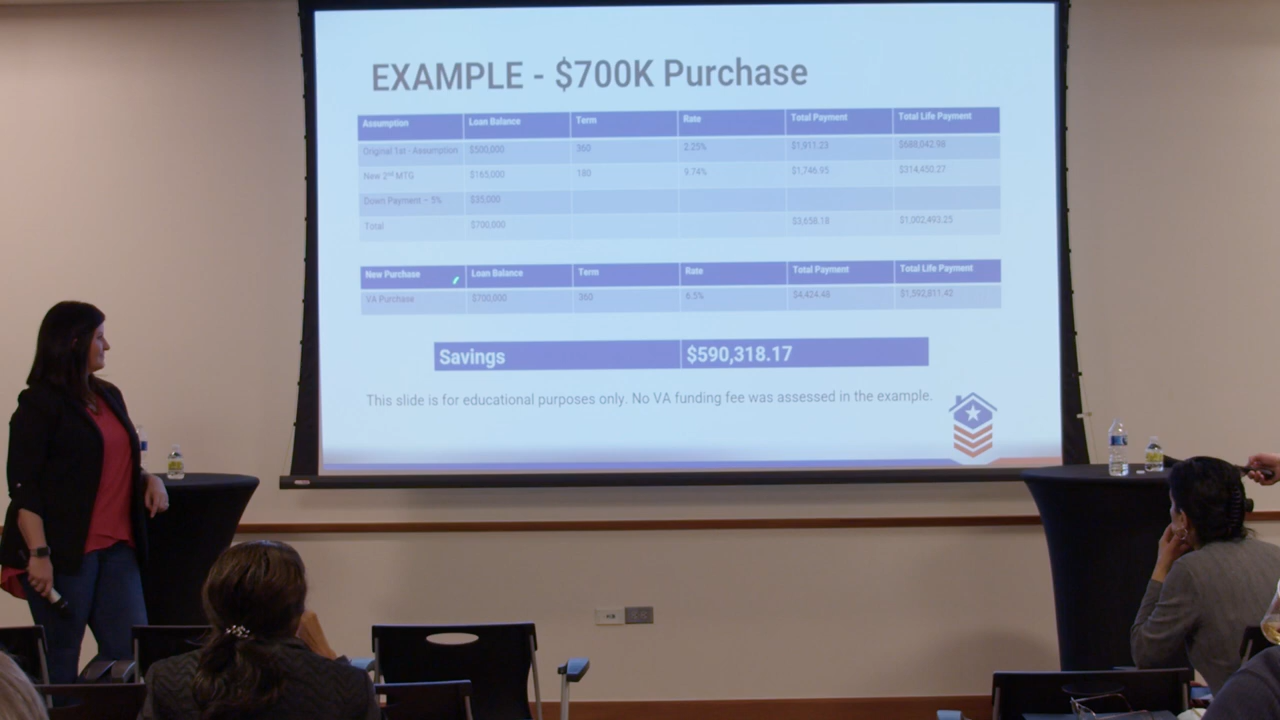 EXAMPLE - $700K Purchase
Assumption Loan Balance Term Rate Total Payment Total Life Payment
Original 1st - Assumption $500,000 360 2.25% $1,911.23 $688,042.98
New 2nd MTG $165,000 180 9.74% $1,746.95 $314,450.27
Down Payment – 5% $35,000
Total $700,000 $3,658.18 $1,002,493.25
New Purchase Loan Balance Term Rate Total Payment Total Life Payment
VA Purchase $700,000 360 6.5% $4,424.48 $1,592,811.42
Savings $590,318.17
This slide is for educational purposes only. No VA funding fee was assessed in the example.